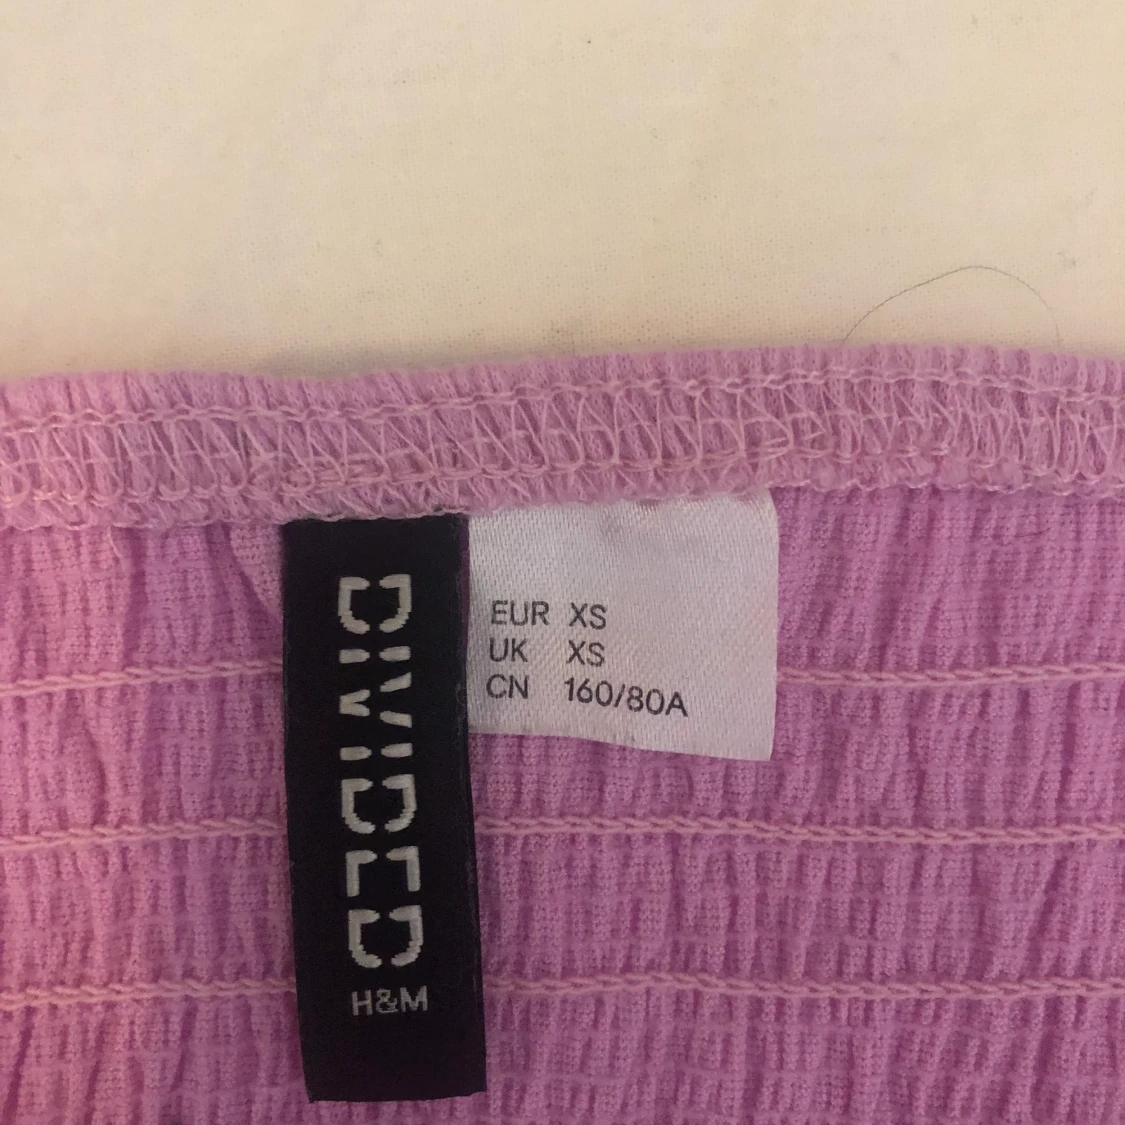 DIVIDED
H&M
EUR XS
UK XS
CN 160/80A